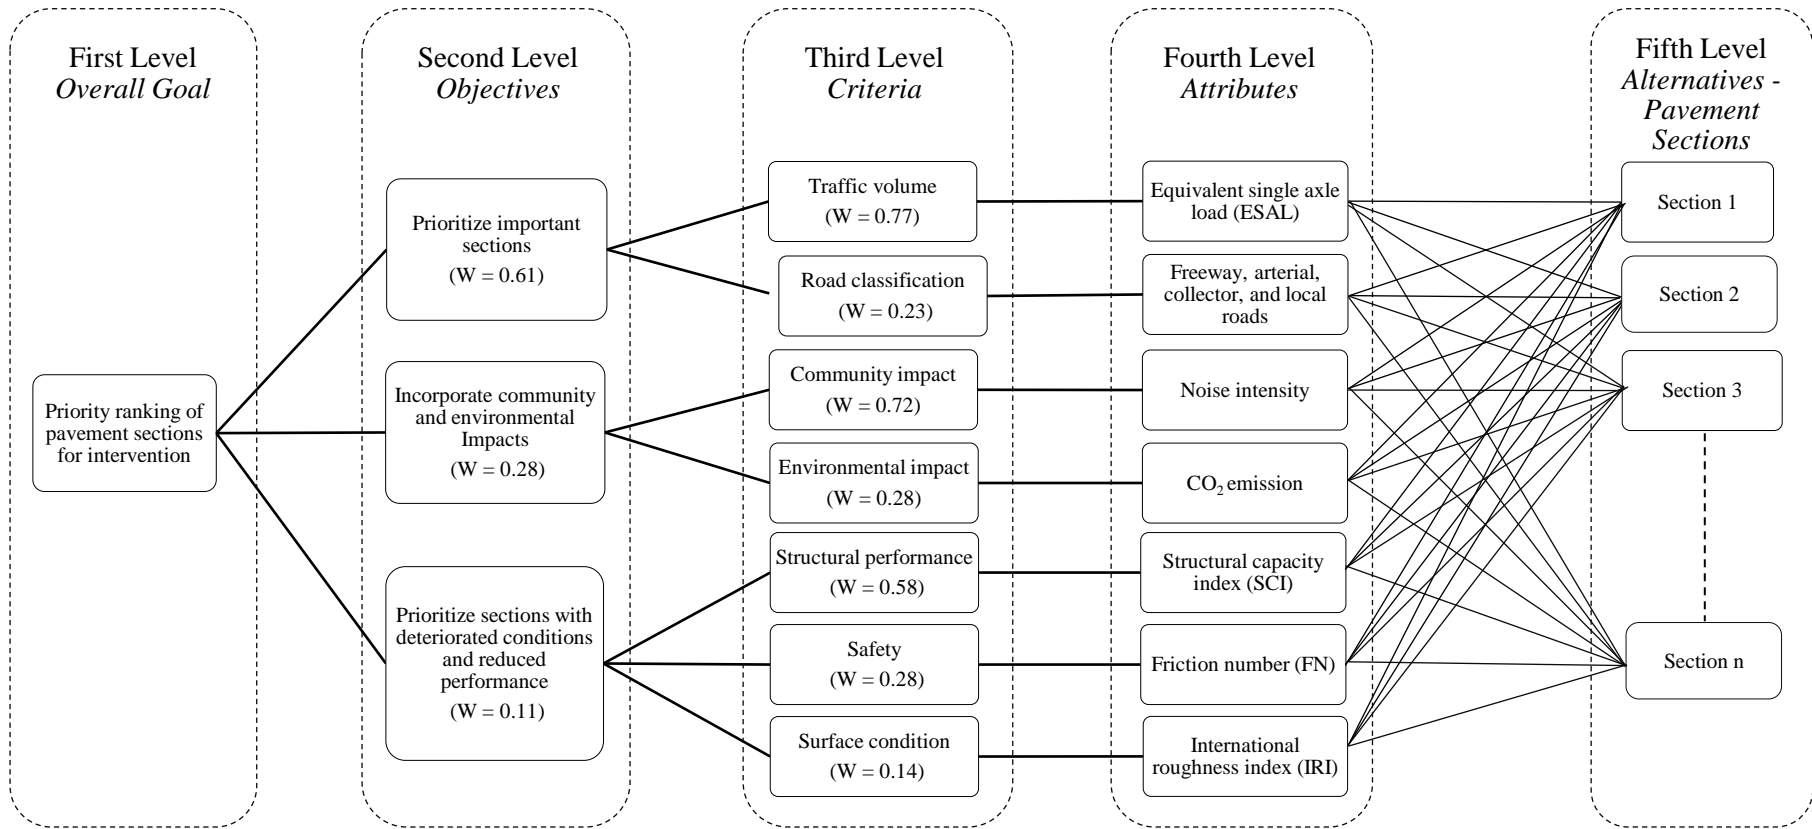 First Level
Overall Goal
Priority ranking of
pavement sections
for intervention
Second Level
Objectives
Prioritize important
sections
(W = 0.61)
Incorporate community
and environmental
Impacts
(W = 0.28)
Prioritize sections with
deteriorated conditions
and reduced
performance
(W = 0.11)
Third Level
Criteria
Traffic volume
(W = 0.77)
Road classification
(W = 0.23)
Community impact
(W = 0.72)
Environmental impact
(W = 0.28)
Structural performance
(W = 0.58)
Safety
(W = 0.28)
Surface condition
(W = 0.14)
Fourth Level
Attributes
Equivalent single axle
load (ESAL)
Freeway, arterial,
collector, and local
roads
Noise intensity
CO₂ emission
Structural capacity
index (SCI)
Friction number (FN)
International
roughness index (IRI)
Fifth Level
Alternatives -
Pavement
Sections
Section 1
Section 2
Section 3
Section n